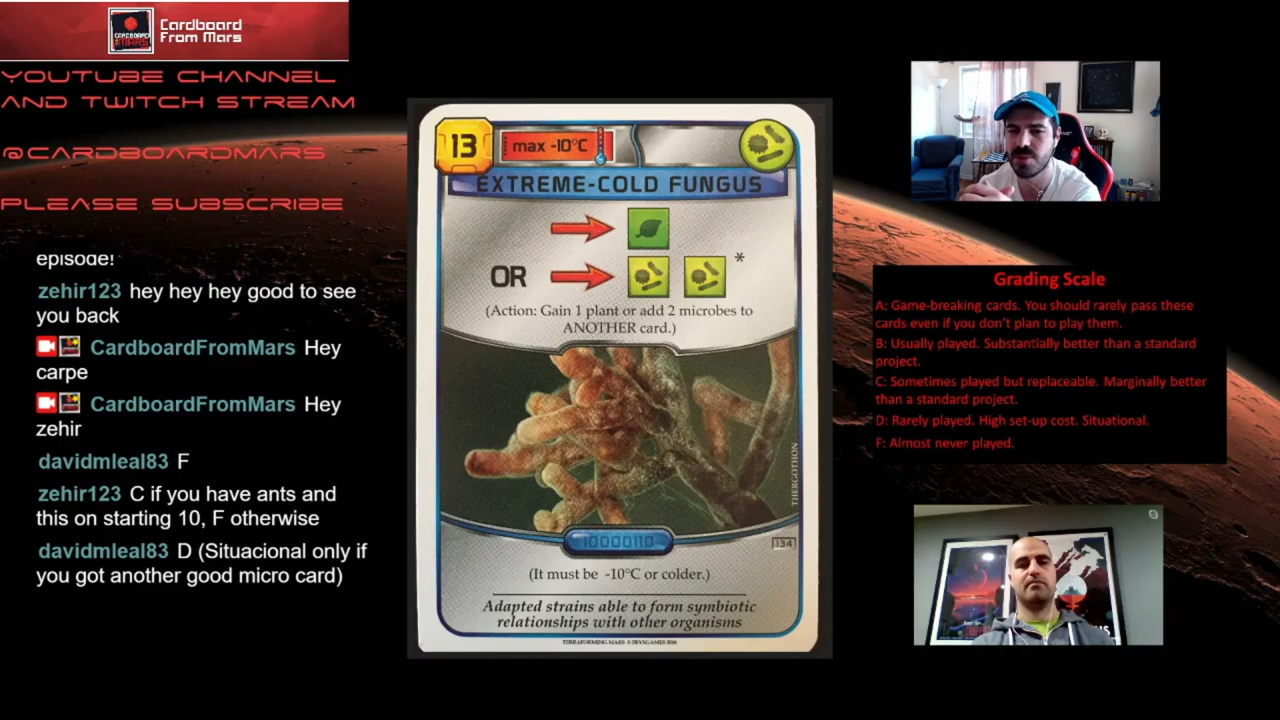 Cardboard
From Mars
YOUTUBE CHANNEL
AND TWITCH STREAM
@CARDBOARDMARS
PLEASE SUBSCRIBE
episode!
zehir123 hey hey hey good to see
you back
CardboardFromMars Hey
carpe
CardboardFromMars Hey
zehir
davidmleal83 F
zehir123 C if you have ants and
this on starting 10, F otherwise
davidmleal83 D (Situacional only if
you got another good micro card)
13
max -10°C
EXTREME-COLD FUNGUS
OR
*
(Action: Gain 1 plant or add 2 microbes to
ANOTHER card.)
THERGOTHON
10000110
134
(It must be -10°C or colder.)
Adapted strains able to form symbiotic
relationships with other organisms
TERRAFORMING MARS © FRYXGAMES 2016
Grading Scale
A: Game-breaking cards. You should rarely pass these
cards even if you don't plan to play them.
B: Usually played. Substantially better than a standard
project.
C: Sometimes played but replaceable. Marginally better
than a standard project.
D: Rarely played. High set-up cost. Situational.
F: Almost never played.